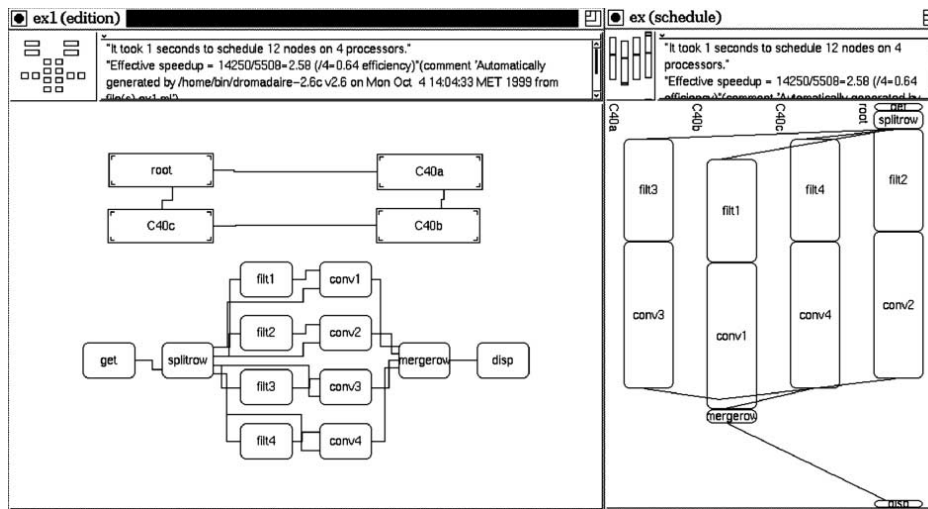 ex1 (edition)
"It took 1 seconds to schedule 12 nodes on 4 processors."
"Effective speedup = 14250/5508=2.58 (/4=0.64 efficiency)"(comment "Automatically
generated by /home/bin/dromadaire-2.6c v2.6 on Mon Oct 4 14:04:33 MET 1999 from
root
C40a
C40c
C40b
filt1
conv1
filt2
conv2
get
splitrow
mergerow
disp
filt3
conv3
filt4
conv4
ex (schedule)
"It took 1 seconds to schedule 12 nodes on 4
processors."
"Effective speedup = 14250/5508=2.58 (/4=0.64
C40a
C40b
C40c
root
get
splitrow
filt3
filt1
filt4
filt2
conv3
conv1
conv4
conv2
mergerow
disp